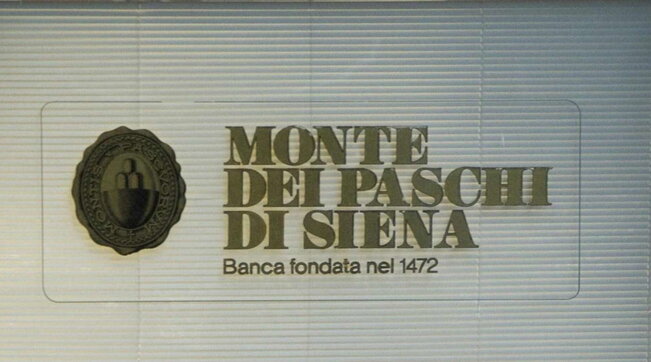 MONTE
DEI PASCHI
DI SIENA
Banca fondata nel 1472